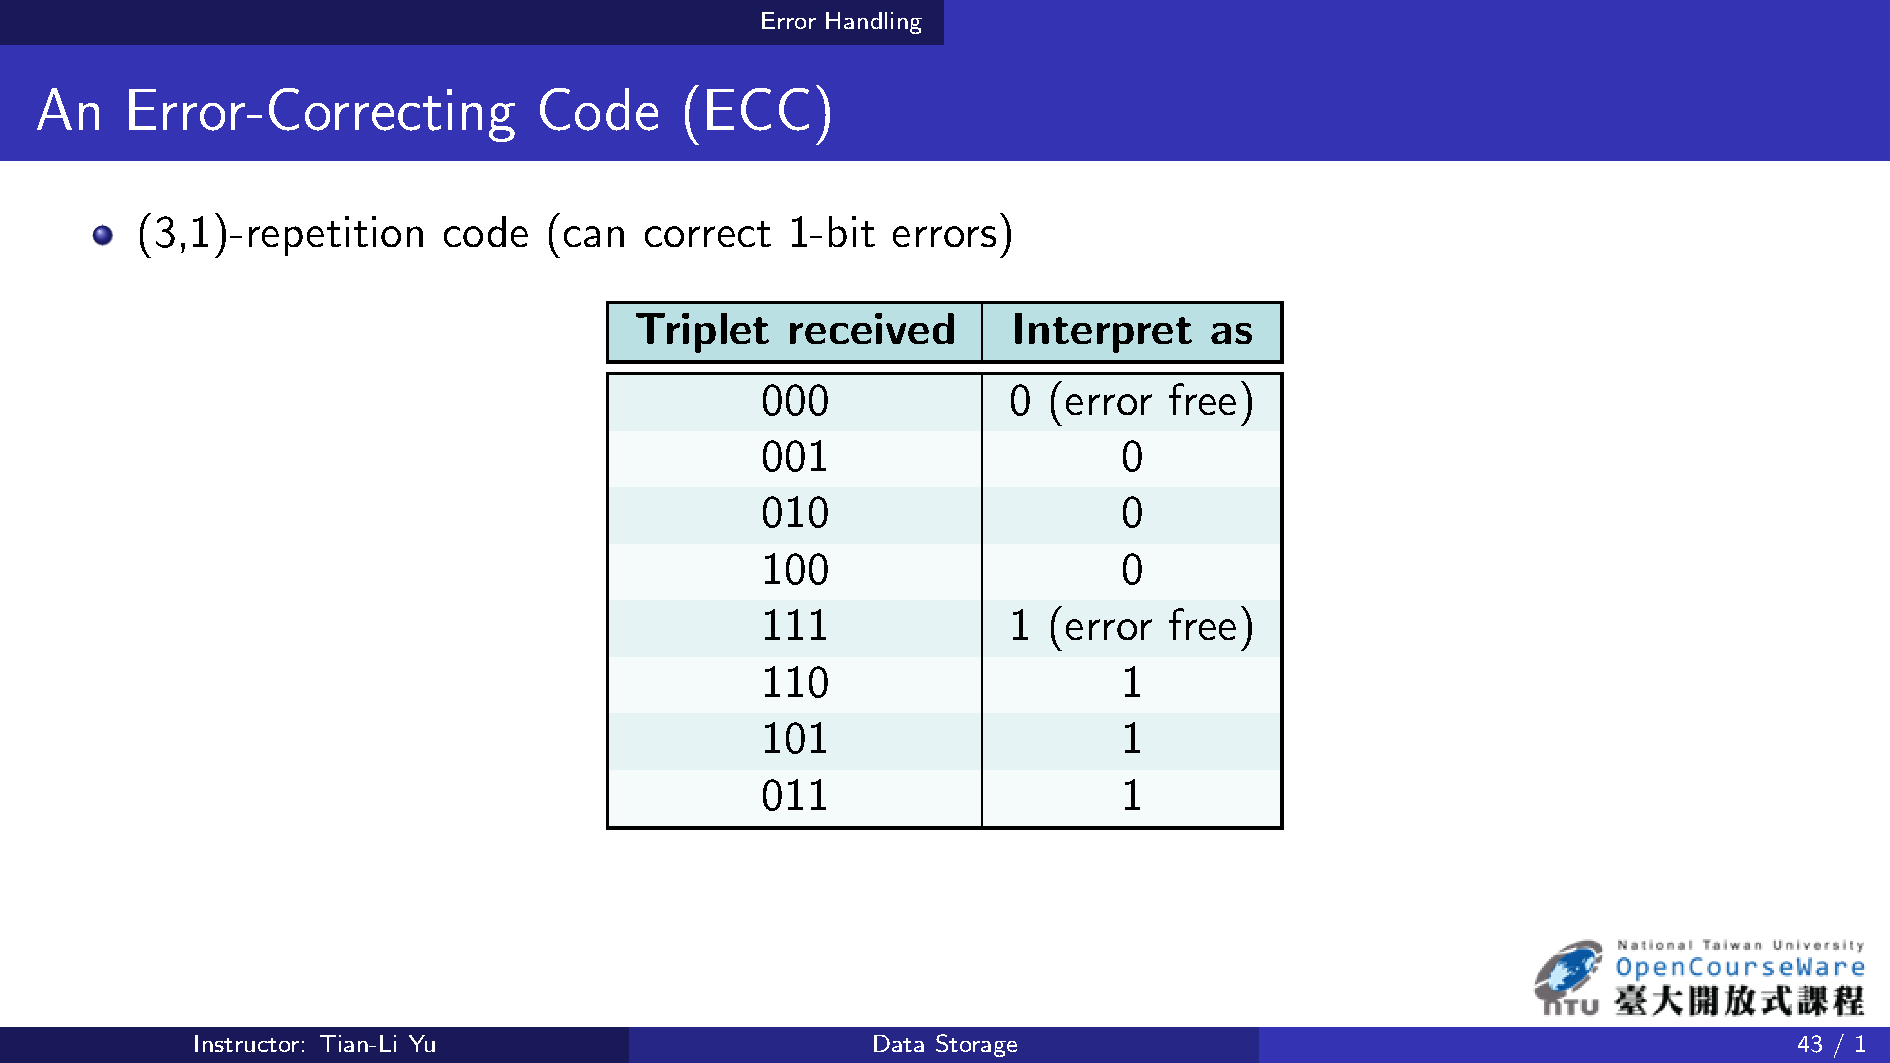 Error Handling
An Error-Correcting Code (ECC)
(3,1)-repetition code (can correct 1-bit errors)
Triplet received Interpret as
000 0 (error free)
001 0
010 0
100 0
111 1 (error free)
110 1
101 1
011 1
National Taiwan University
OpenCourseWare
NTU 臺大開放式課程
Instructor: Tian-Li Yu Data Storage 43 / 1